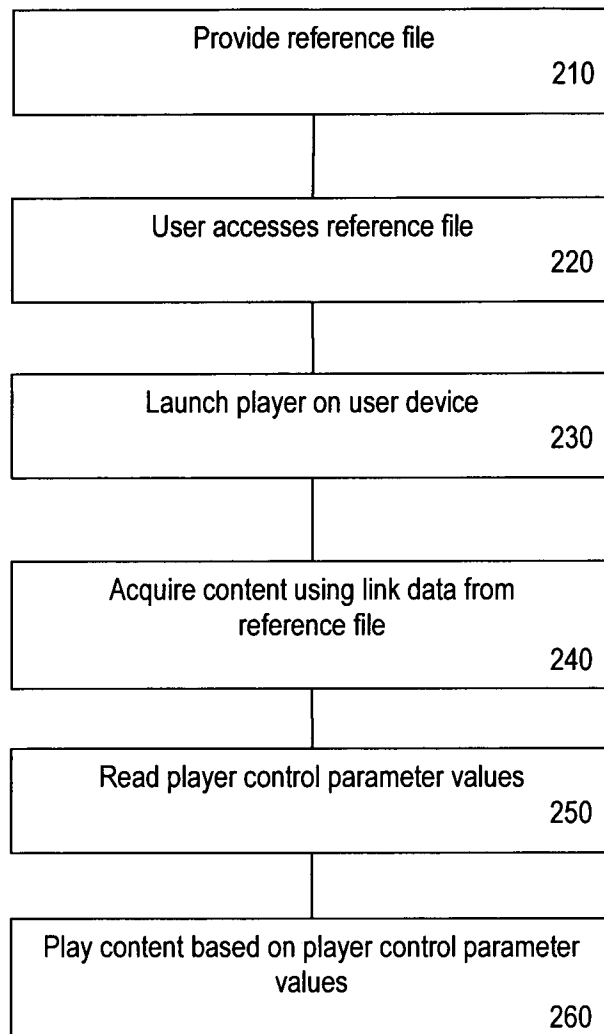 Provide reference file
210
User accesses reference file
220
Launch player on user device
230
Acquire content using link data from
reference file
240
Read player control parameter values
250
Play content based on player control parameter
values
260